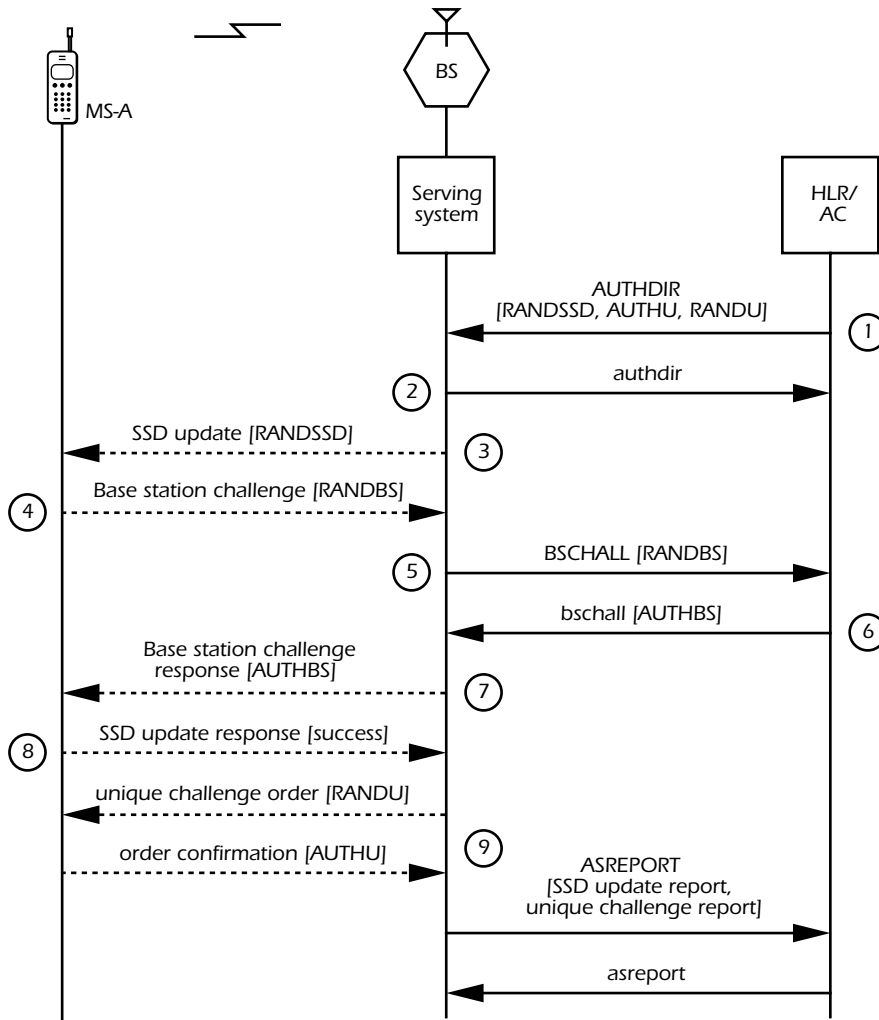 BS
MS-A
Serving
system
HLR/
AC
AUTHDIR
[RANDSSD, AUTHU, RANDU]
1
authdir
2
SSD update [RANDSSD]
3
Base station challenge [RANDBS]
4
BSCHALL [RANDBS]
5
bschall [AUTHBS]
6
Base station challenge
response [AUTHBS]
7
SSD update response [success]
8
unique challenge order [RANDU]
order confirmation [AUTHU]
9
ASREPORT
[SSD update report,
unique challenge report]
asreport